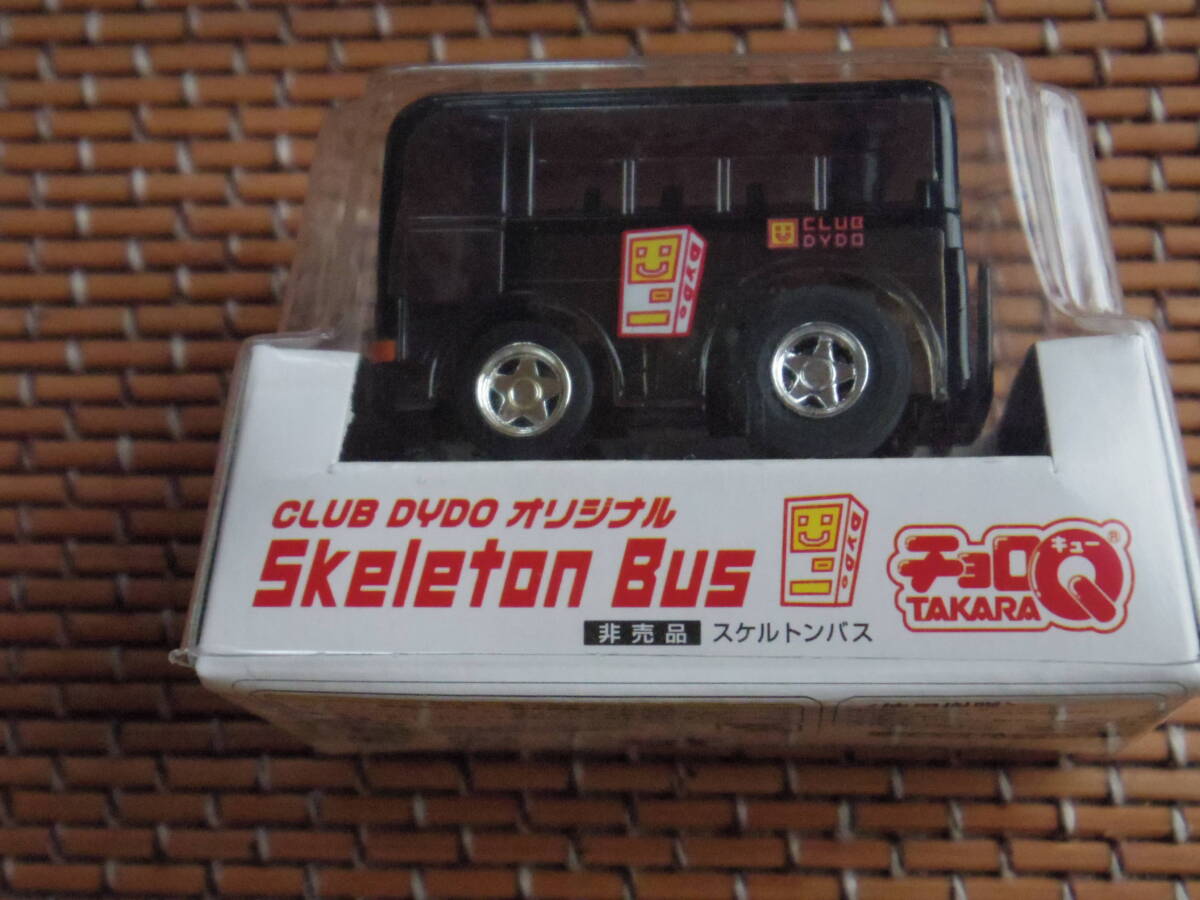 CLUB
DYDO
DyDo
CLUB DYDO オリジナル
Skeleton Bus
DyDo
非売品 スケルトンバス
チョロQ
キュー
®
TAKARA